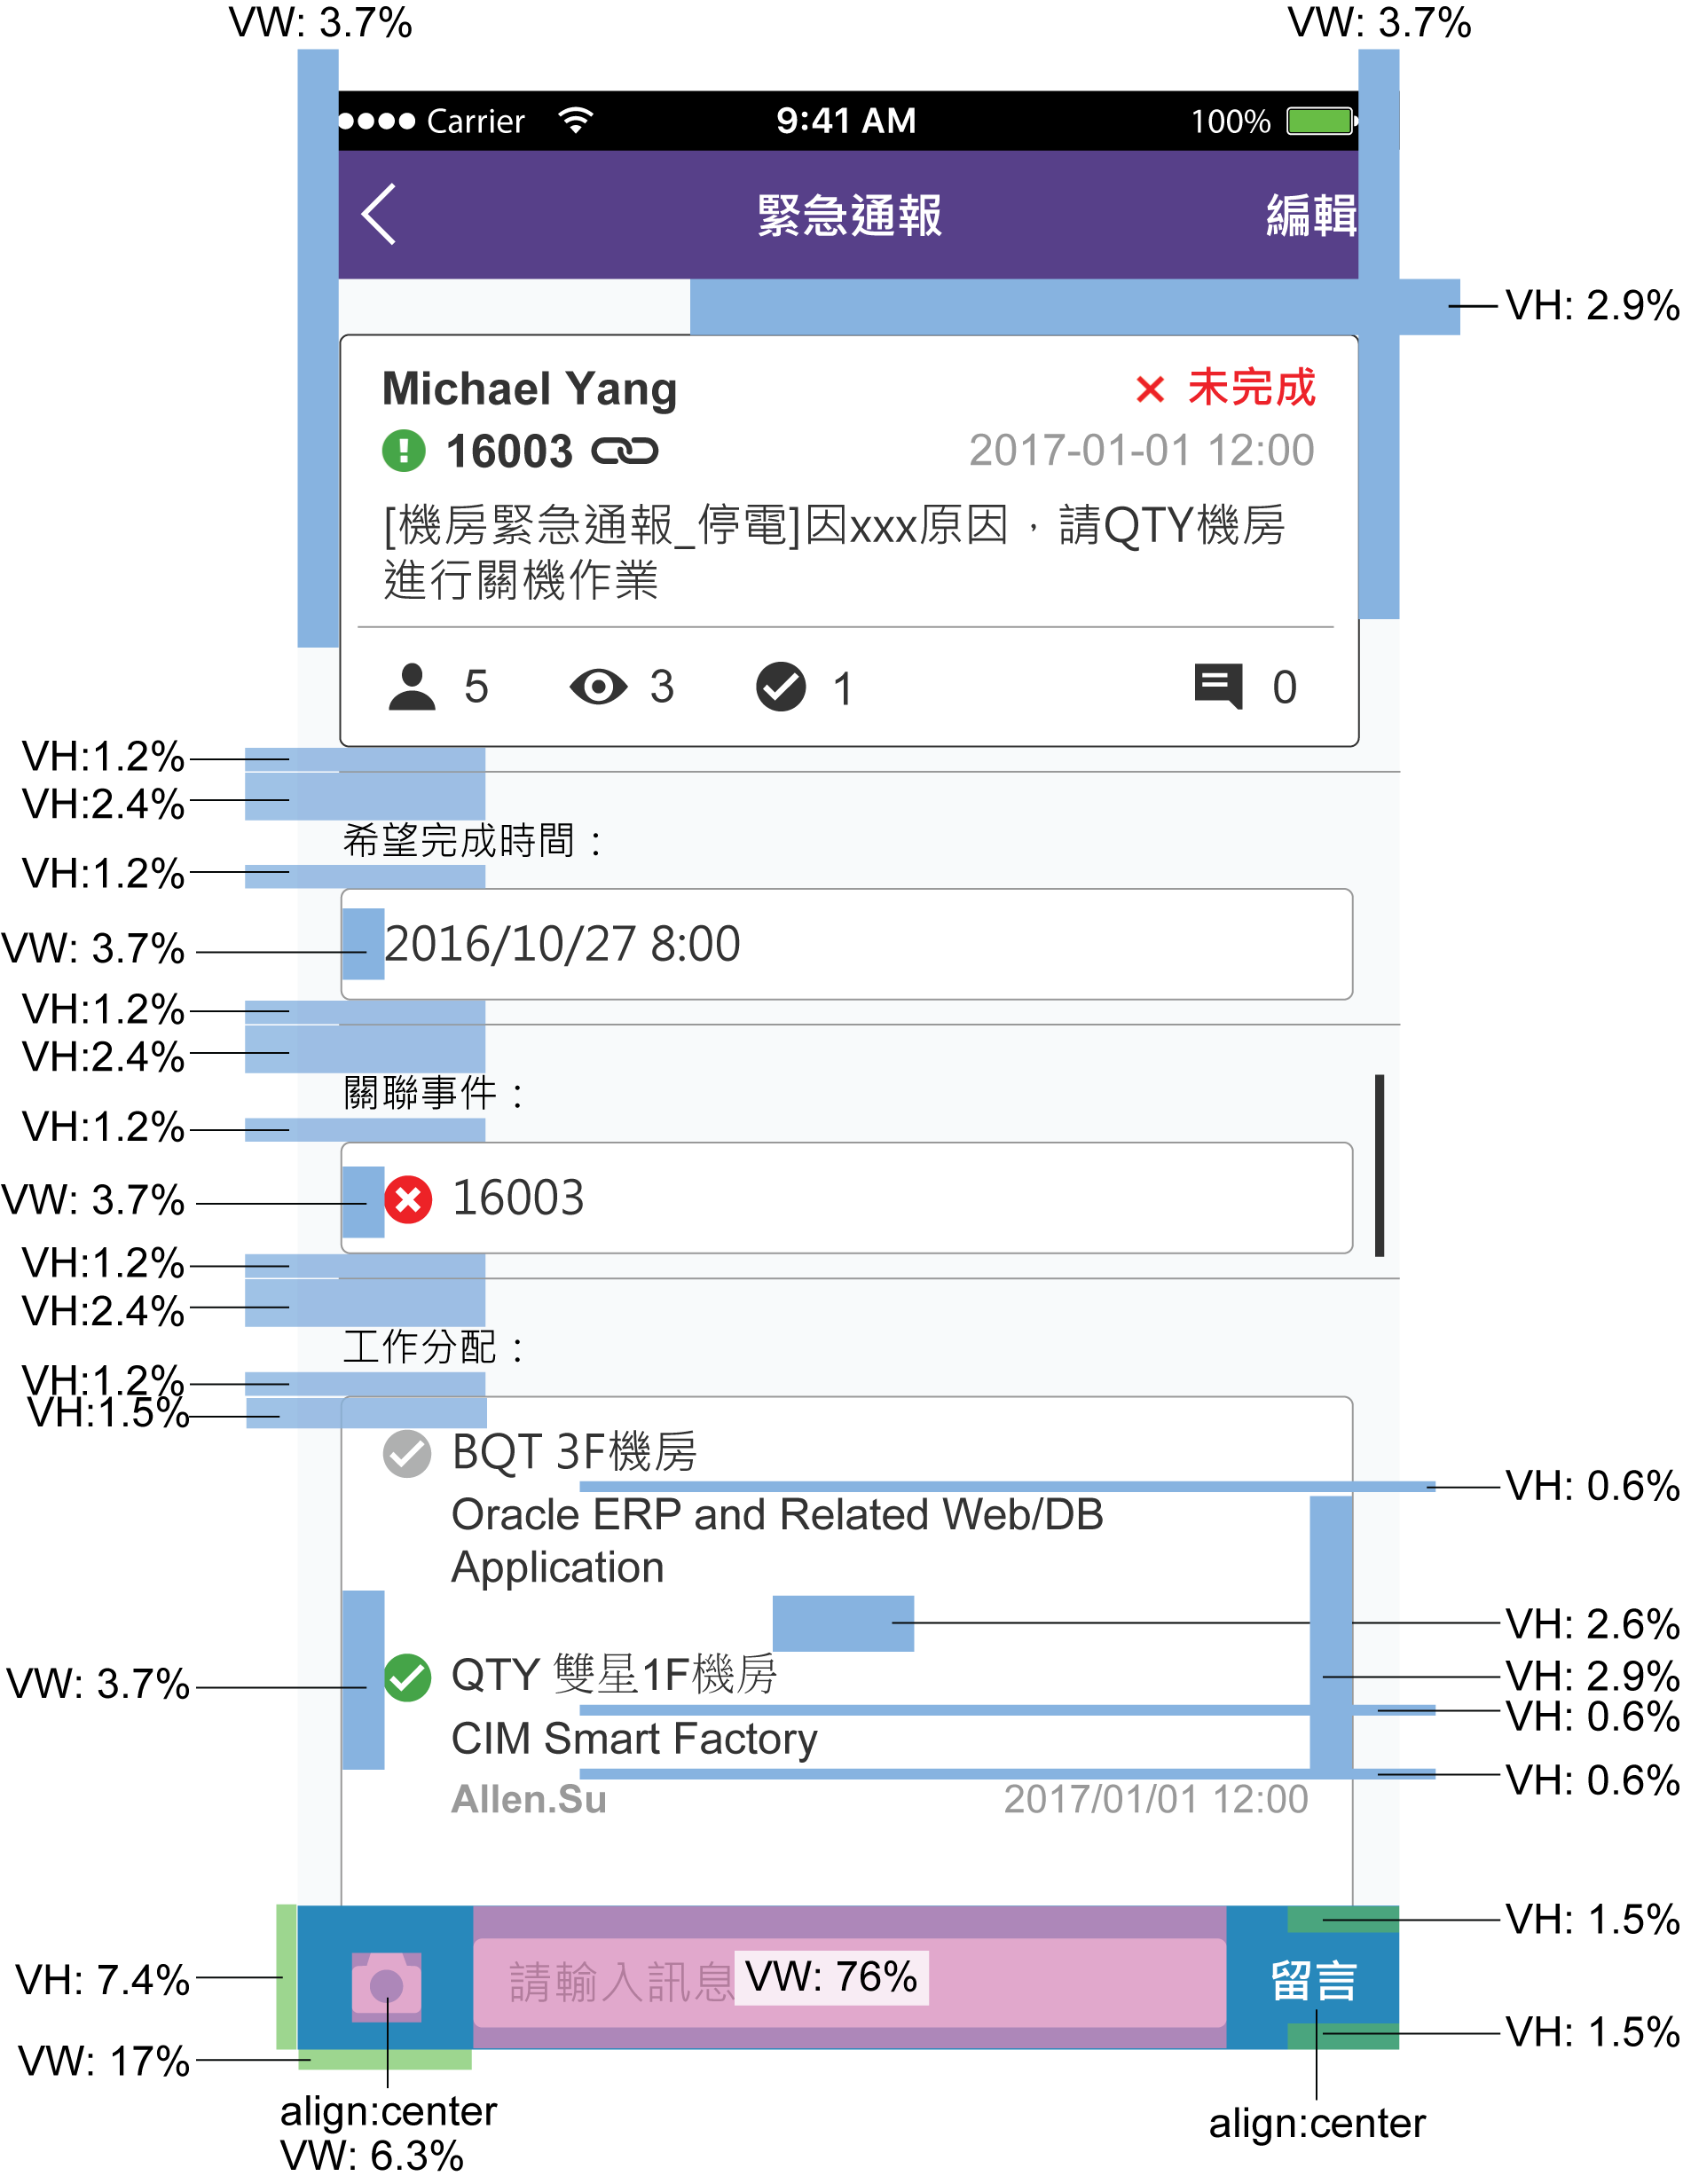 VW: 3.7%
VW: 3.7%
Carrier 9:41 AM 100%
緊急通報 編輯
VH: 2.9%
Michael Yang × 未完成
16003 2017-01-01 12:00
[機房緊急通報_停電]因xxx原因，請QTY機房
進行關機作業
5 3 1 0
VH:1.2%
VH:2.4%
希望完成時間：
VH:1.2%
VW: 3.7%
2016/10/27 8:00
VH:1.2%
VH:2.4%
關聯事件：
VH:1.2%
VW: 3.7%
16003
VH:1.2%
VH:2.4%
工作分配：
VH:1.2%
VH:1.5%
BQT 3F機房
VH: 0.6%
Oracle ERP and Related Web/DB
Application
VH: 2.6%
VW: 3.7%
QTY 雙星1F機房
VH: 2.9%
VH: 0.6%
CIM Smart Factory
VH: 0.6%
Allen.Su 2017/01/01 12:00
VH: 1.5%
VH: 7.4%
請輸入訊息
VW: 76%
留言
VH: 1.5%
VW: 17%
align:center
VW: 6.3%
align:center